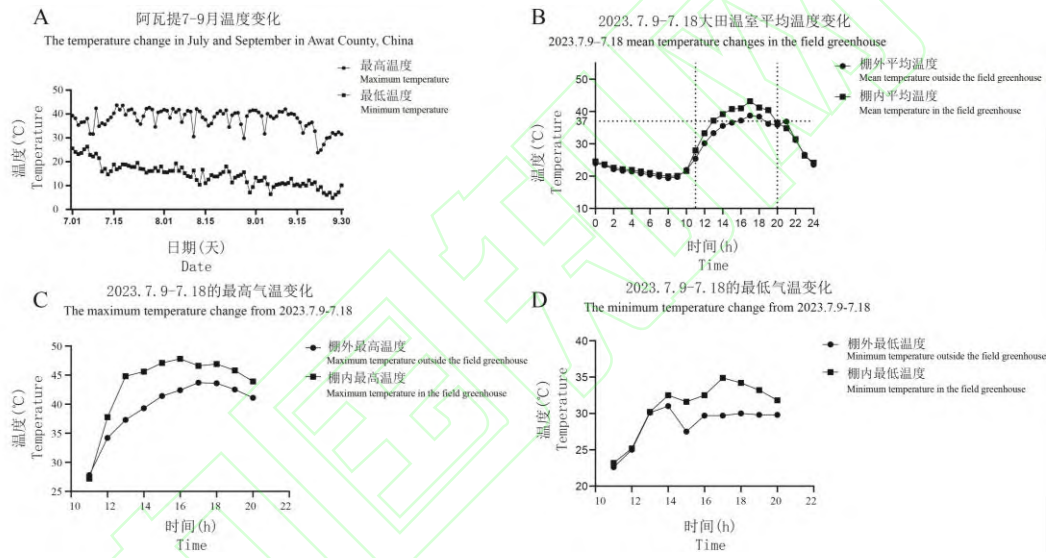 A
阿瓦提7-9月温度变化
The temperature change in July and September in Awat County, China
最高温度
Maximum temperature
最低温度
Minimum temperature
温度(℃)
Temperature
50
40
30
20
10
0
7.01
7.15
8.01
8.15
9.01
9.15
9.30
日期(天)
Date
B
2023.7.9-7.18大田温室平均温度变化
2023.7.9–7.18 mean temperature changes in the field greenhouse
棚外平均温度
Mean temperature outside the field greenhouse
棚内平均温度
Mean temperature in the field greenhouse
温度(℃)
Temperature
50
40
37
30
20
10
0
2
4
6
8
10
12
14
16
18
20
22
24
时间(h)
Time
C
2023.7.9-7.18的最高气温变化
The maximum temperature change from 2023.7.9-7.18
棚外最高温度
Maximum temperature outside the field greenhouse
棚内最高温度
Maximum temperature in the field greenhouse
温度(℃)
Temperature
50
45
40
35
30
25
10
12
14
16
18
20
22
时间(h)
Time
D
2023.7.9-7.18的最低气温变化
The minimum temperature change from 2023.7.9-7.18
棚外最低温度
Minimum temperature outside the field greenhouse
棚内最低温度
Minimum temperature in the field greenhouse
温度(℃)
Temperature
40
35
30
25
20
10
12
14
16
18
20
22
时间(h)
Time